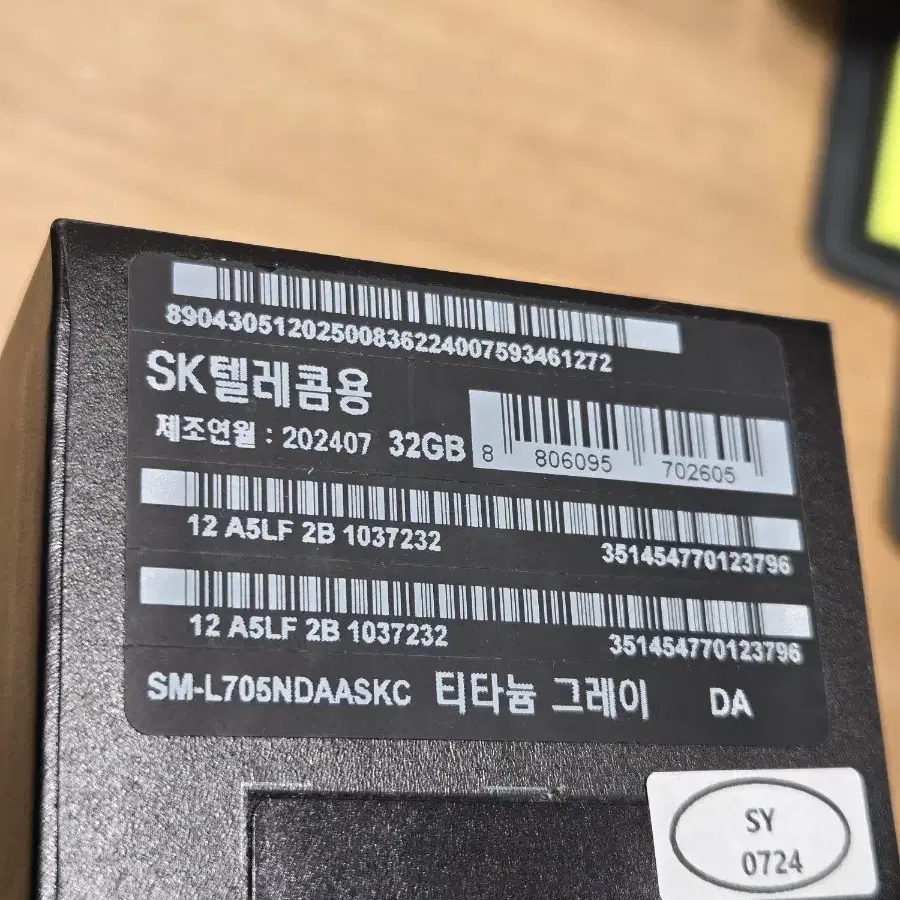 89043051202500836224007593461272
SK텔레콤용
제조연월 : 202407 32GB
8 806095 702605
12 A5LF 2B 1037232 351454770123796
12 A5LF 2B 1037232 351454770123796
SM-L705NDAASKC 티타늄 그레이 DA
SY
0724